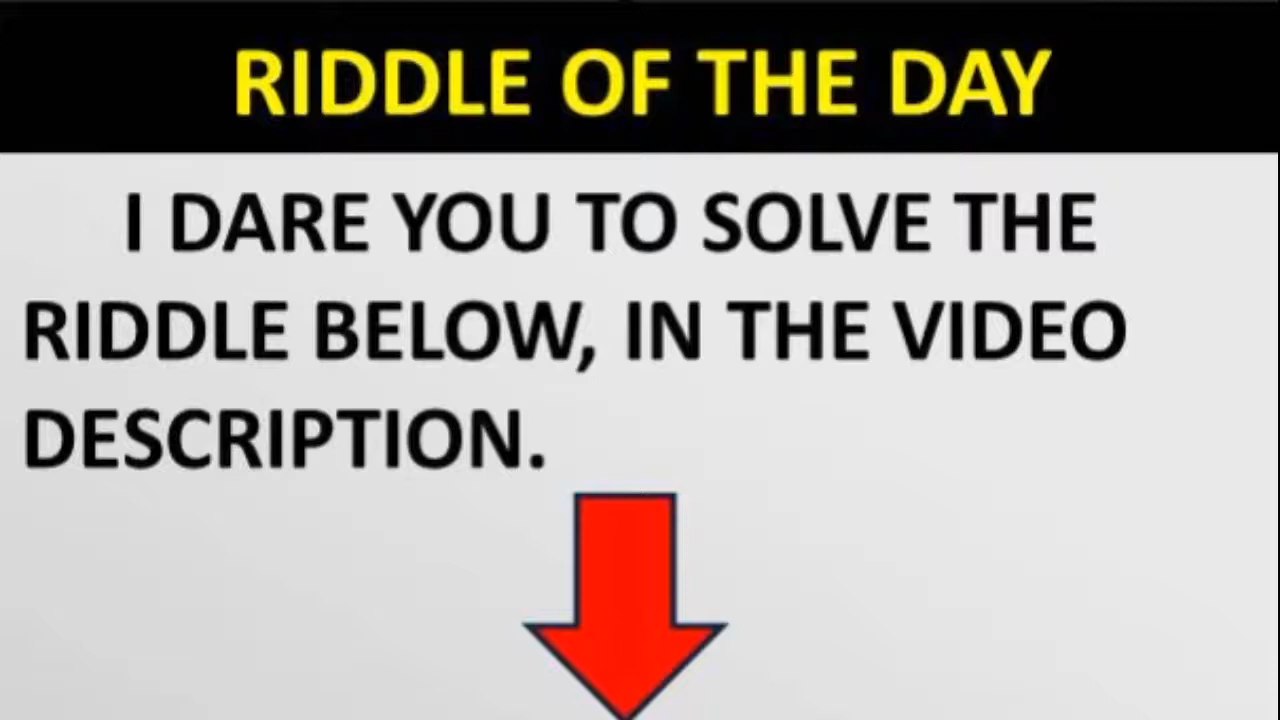 RIDDLE OF THE DAY
I DARE YOU TO SOLVE THE
RIDDLE BELOW, IN THE VIDEO
DESCRIPTION.